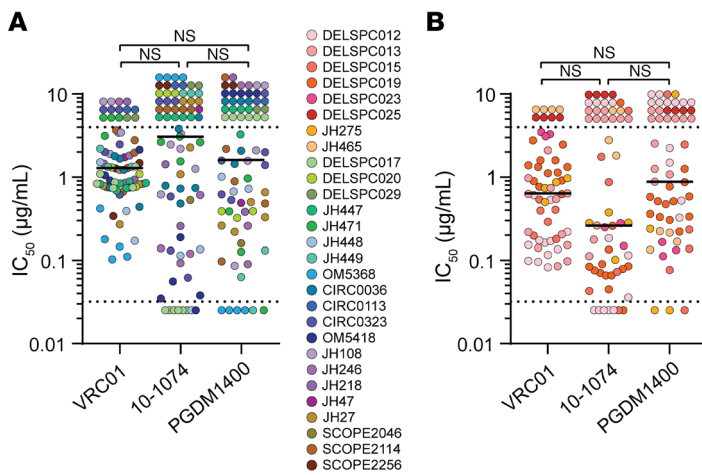 A
NS
NS
NS
10
1
0.1
0.01
IC50 (μg/mL)
VRC01
10-1074
PGDM1400
DELSPC012
DELSPC013
DELSPC015
DELSPC019
DELSPC023
DELSPC025
JH275
JH465
DELSPC017
DELSPC020
DELSPC029
JH447
JH471
JH448
JH449
OM5368
CIRC0036
CIRC0113
CIRC0323
OM5418
JH108
JH246
JH218
JH47
JH27
SCOPE2046
SCOPE2114
SCOPE2256
B
NS
NS
NS
10
1
0.1
0.01
IC50 (μg/mL)
VRC01
10-1074
PGDM1400